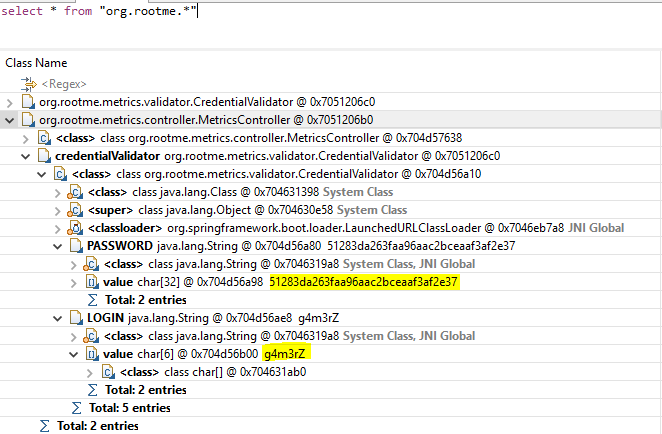 select * from "org.rootme.*"
Class Name
<Regex>
org.rootme.metrics.validator.CredentialValidator @ 0x7051206c0
org.rootme.metrics.controller.MetricsController @ 0x7051206b0
<class> class org.rootme.metrics.controller.MetricsController @ 0x704d57638
credentialValidator org.rootme.metrics.validator.CredentialValidator @ 0x7051206c0
<class> class org.rootme.metrics.validator.CredentialValidator @ 0x704d56a10
<class> class java.lang.Class @ 0x704631398 System Class
<super> class java.lang.Object @ 0x704630e58 System Class
<classloader> org.springframework.boot.loader.LaunchedURLClassLoader @ 0x7046eb7a8 JNI Global
PASSWORD java.lang.String @ 0x704d56a80 51283da263faa96aac2bceaaf3af2e37
<class> class java.lang.String @ 0x7046319a8 System Class, JNI Global
value char[32] @ 0x704d56a98 51283da263faa96aac2bceaaf3af2e37
Total: 2 entries
LOGIN java.lang.String @ 0x704d56ae8 g4m3rZ
<class> class java.lang.String @ 0x7046319a8 System Class, JNI Global
value char[6] @ 0x704d56b00 g4m3rZ
<class> class char[] @ 0x704631ab0
Total: 2 entries
Total: 5 entries
Total: 2 entries